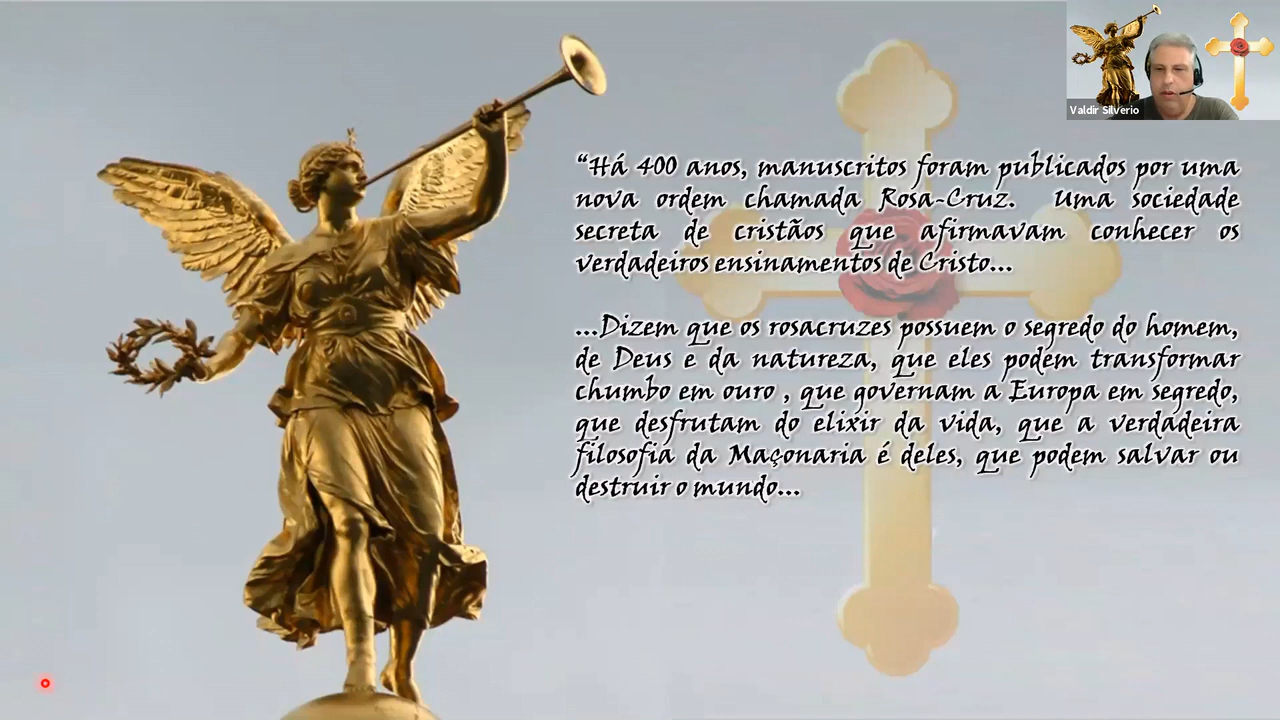 Valdir Silverio
“Há 400 anos, manuscritos foram publicados por uma
nova ordem chamada Rosa-Cruz. Uma sociedade
secreta de cristãos que afirmavam conhecer os
verdadeiros ensinamentos de Cristo...
...Dizem que os rosacruzes possuem o segredo do homem,
de Deus e da natureza, que eles podem transformar
chumbo em ouro , que governam a Europa em segredo,
que desfrutam do elixir da vida, que a verdadeira
filosofia da Maçonaria é deles, que podem salvar ou
destruir o mundo...